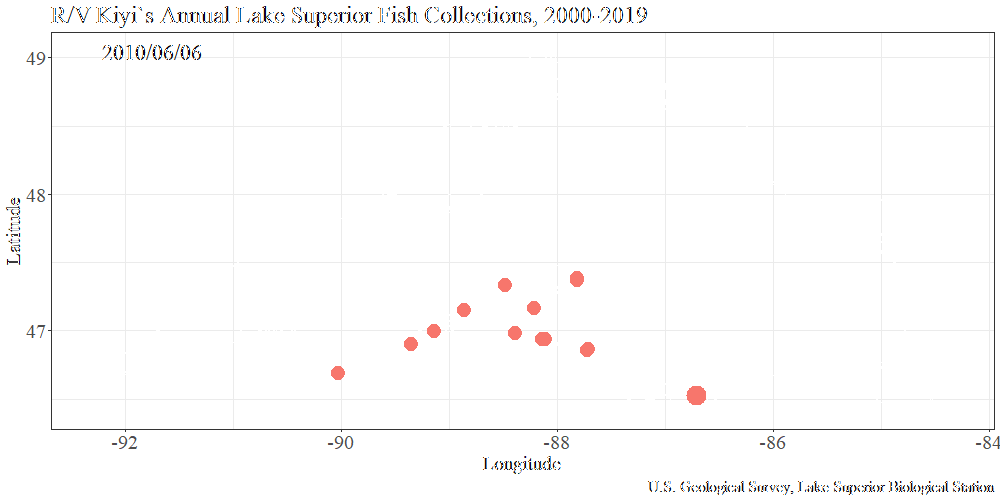 R/V Kiyi`s Annual Lake Superior Fish Collections, 2000-2019
2010/06/06
49
48
47
Latitude
-92 -90 -88 -86 -84
Longitude
U.S. Geological Survey, Lake Superior Biological Station